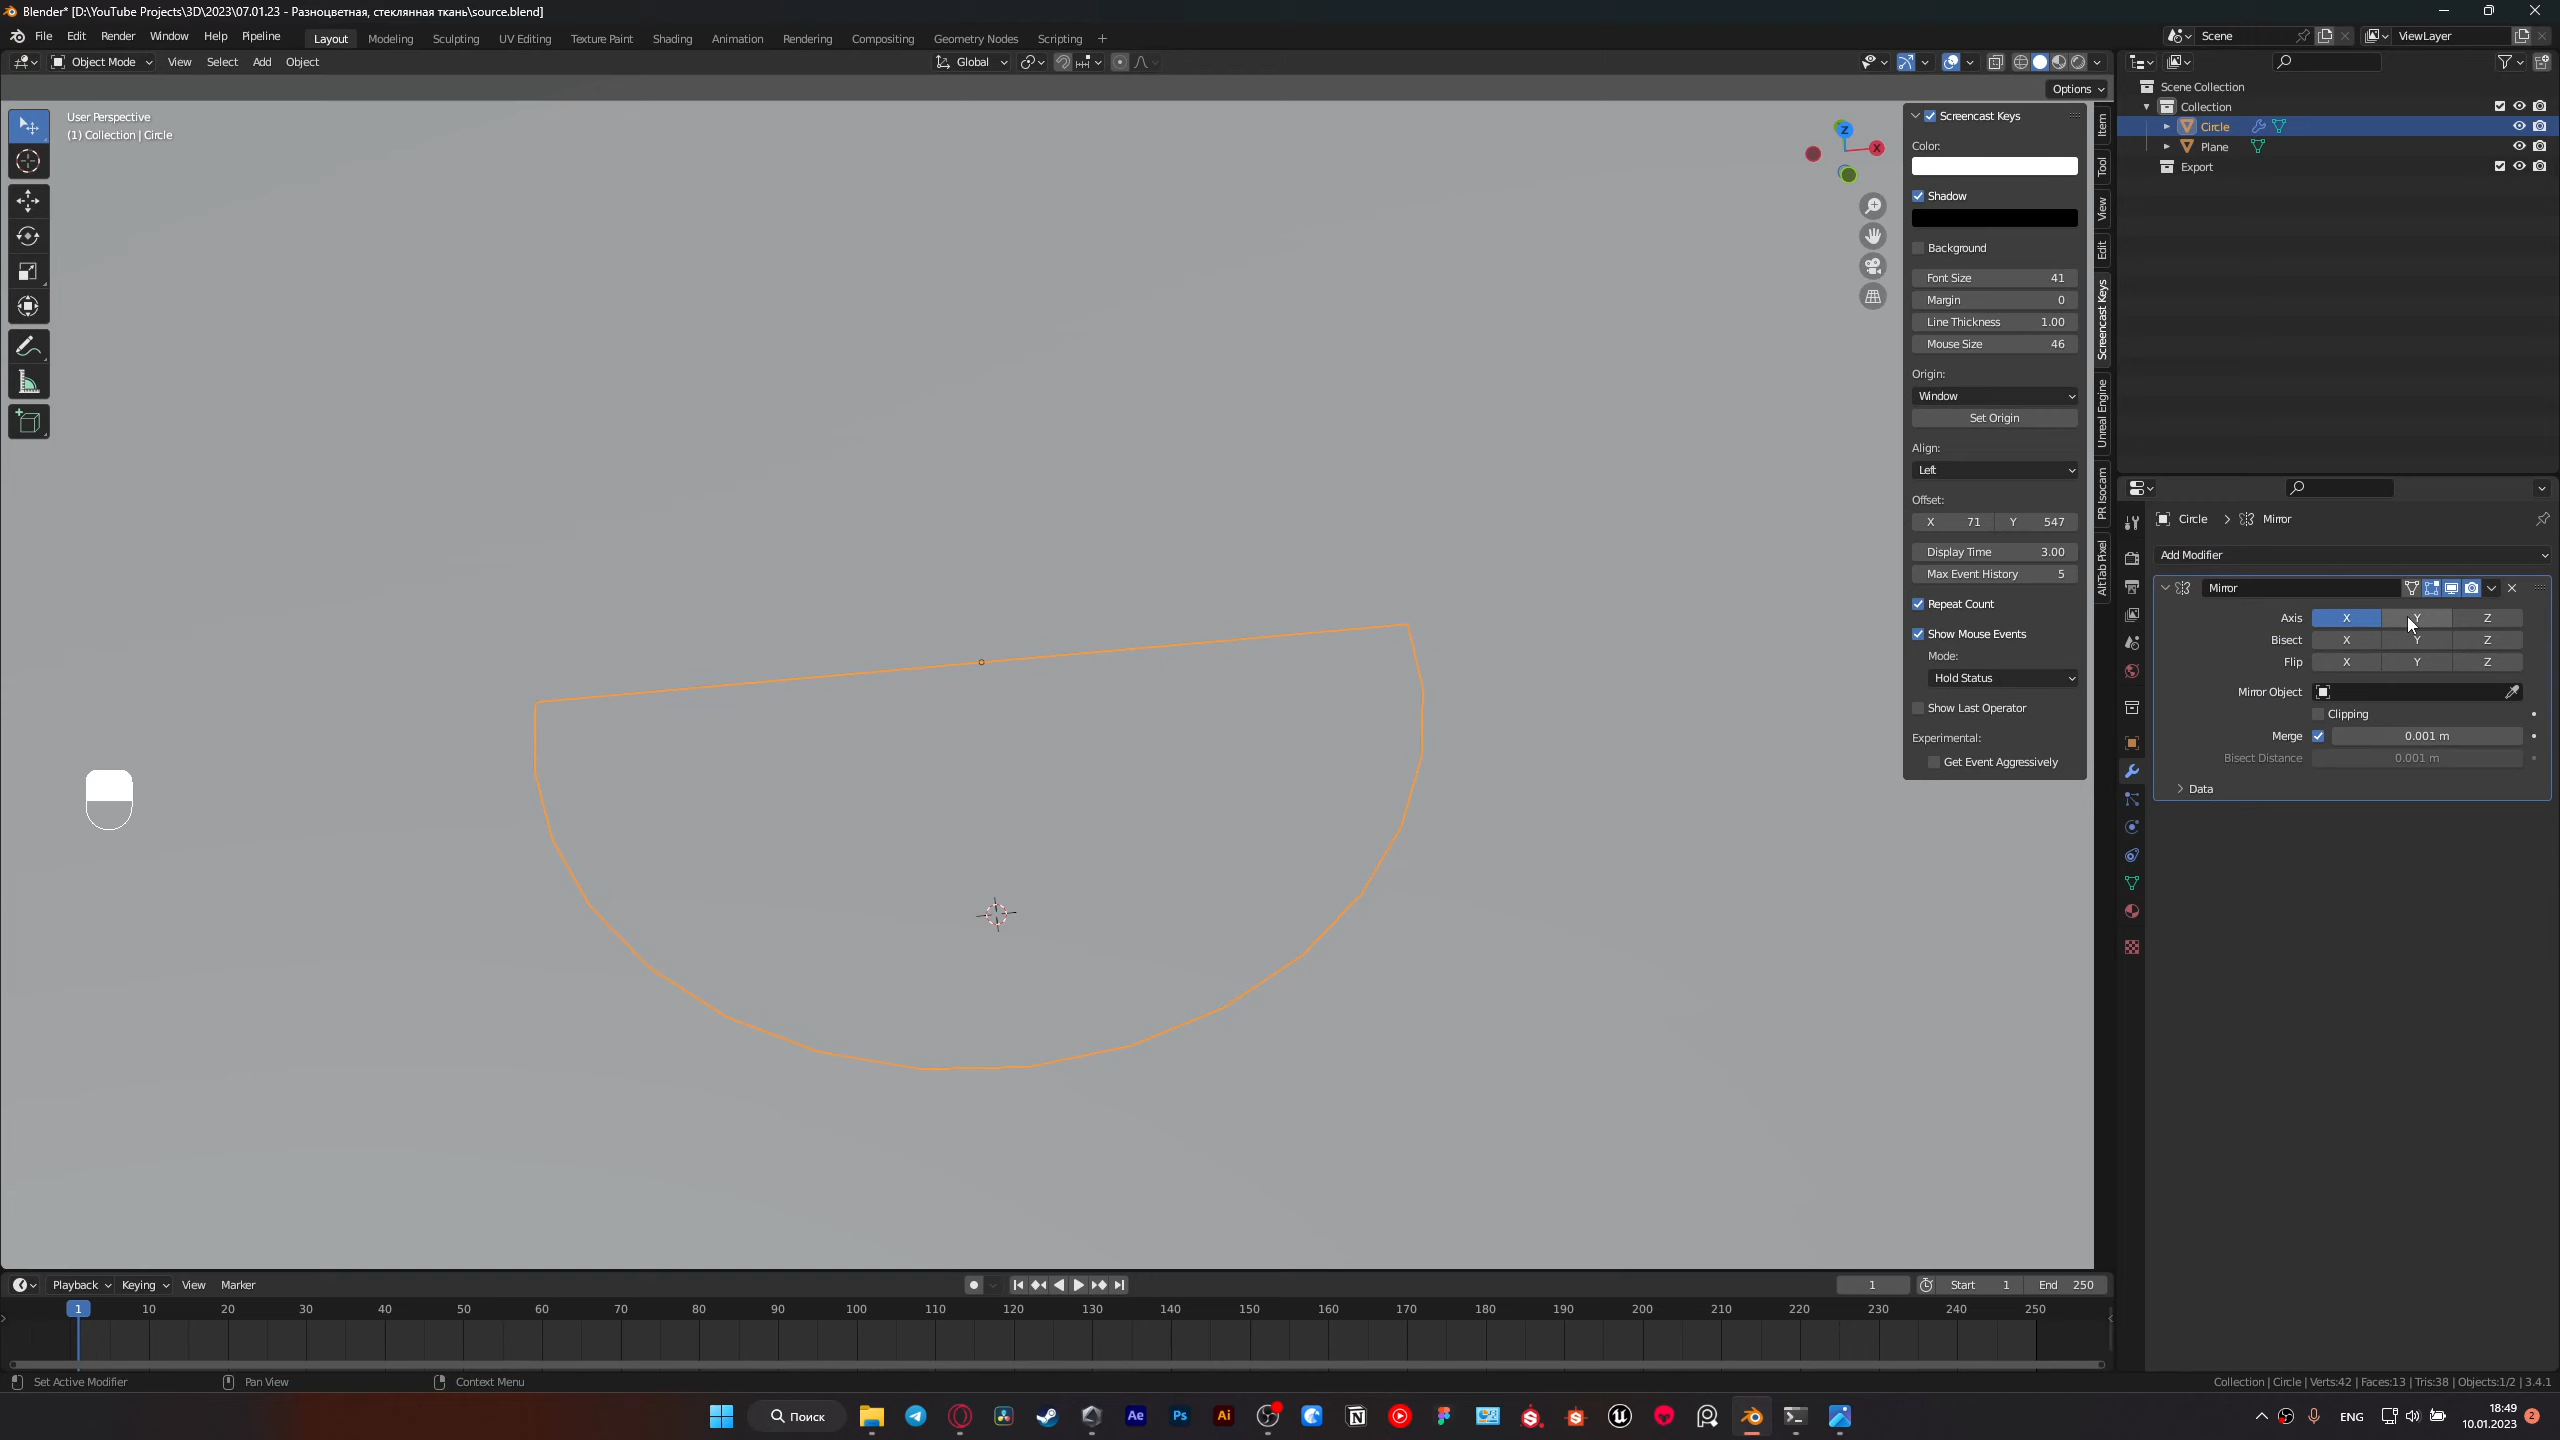 Blender* [D:\YouTube Projects\3D\2023\07.01.23 - Разноцветная, стеклянная ткань\source.blend]
File Edit Render Window Help Pipeline
Layout Modeling Sculpting UV Editing Texture Paint Shading Animation Rendering Compositing Geometry Nodes Scripting +
Scene
ViewLayer
Object Mode View Select Add Object
Global
Options
User Perspective
(1) Collection | Circle
Z
X
Screencast Keys
Color:
Shadow
Background
Font Size 41
Margin 0
Line Thickness 1.00
Mouse Size 46
Origin:
Window
Set Origin
Align:
Left
Offset:
X 71 Y 547
Display Time 3.00
Max Event History 5
Repeat Count
Show Mouse Events
Mode:
Hold Status
Show Last Operator
Experimental:
Get Event Aggressively
Item
Tool
View
Edit
Screencast Keys
Unreal Engine
PR Isocam
AltTab Pixel
Scene Collection
Collection
Circle
Plane
Export
Circle > Mirror
Add Modifier
Mirror
Axis X Y Z
Bisect X Y Z
Flip X Y Z
Mirror Object
Clipping
Merge 0.001 m
Bisect Distance 0.001 m
Data
Playback Keying View Marker
1
Start 1 End 250
1 10 20 30 40 50 60 70 80 90 100 110 120 130 140 150 160 170 180 190 200 210 220 230 240 250
Set Active Modifier Pan View Context Menu
Collection | Circle | Verts:42 | Faces:13 | Tris:38 | Objects:1/2 | 3.4.1
Поиск
Ae
Ps
Ai
ENG
18:49
10.01.2023
2